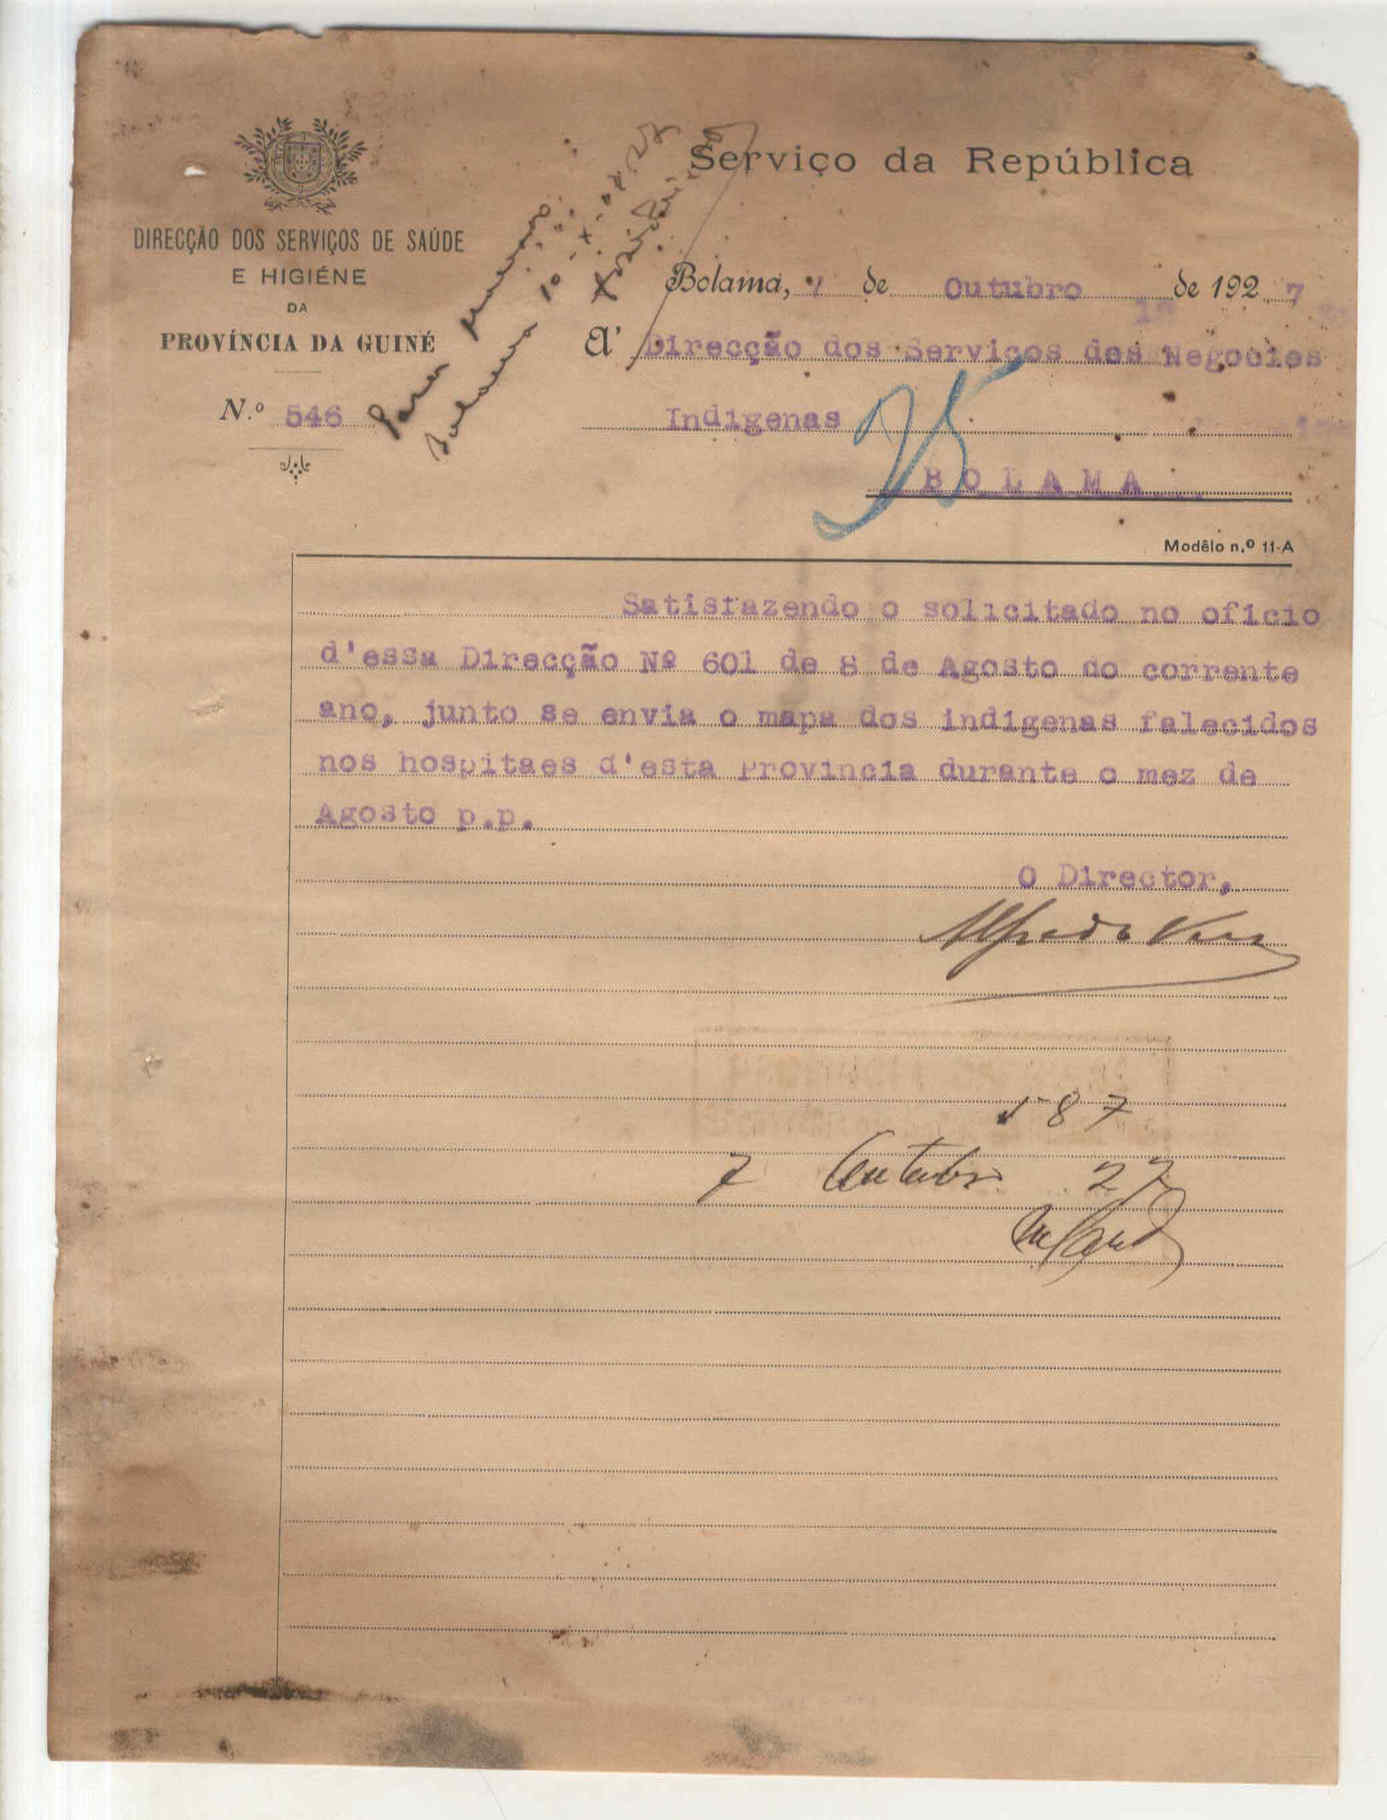 Serviço da República
DIRECÇÃO DOS SERVIÇOS DE SAÚDE
E HIGIÉNE
DA
PROVÍNCIA DA GUINÉ
N.º 546
Bolama, 7 de Outubro de 1927
Á' Direcção dos Serviços dos Negocios
Indigenas
BOLAMA
Modêlo n.º 11-A
Satisfazendo o solicitado no oficio
d'essa Direcção Nº 601 de 8 de Agosto do corrente
ano, junto se envia o mapa dos indigenas falecidos
nos hospitaes d'esta Provincia durante o mez de
Agosto p.p.
O Director,
Alfredo
187
7 Outubro 27